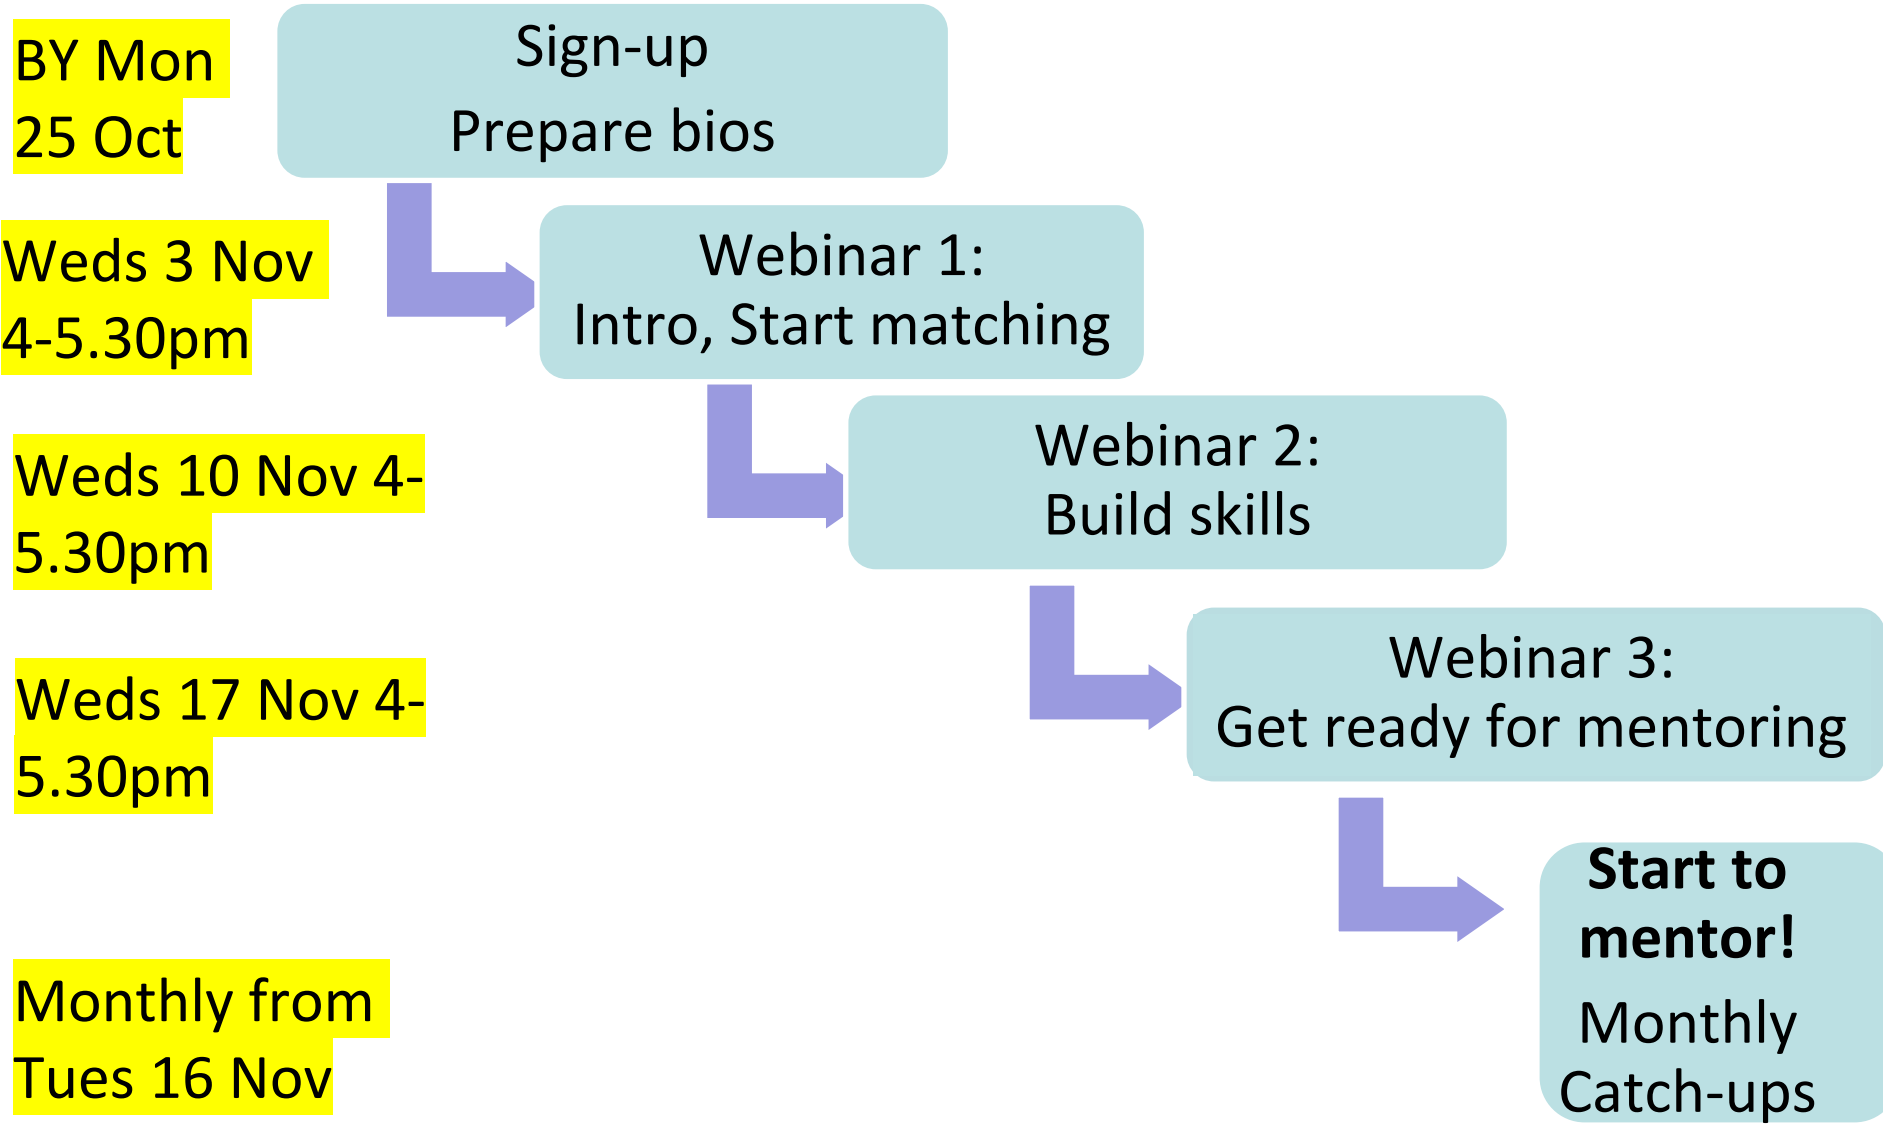 BY Mon
25 Oct
Sign-up
Prepare bios
Weds 3 Nov
4-5.30pm
Webinar 1:
Intro, Start matching
Weds 10 Nov 4-
5.30pm
Webinar 2:
Build skills
Weds 17 Nov 4-
5.30pm
Webinar 3:
Get ready for mentoring
Monthly from
Tues 16 Nov
Start to
mentor!
Monthly
Catch-ups